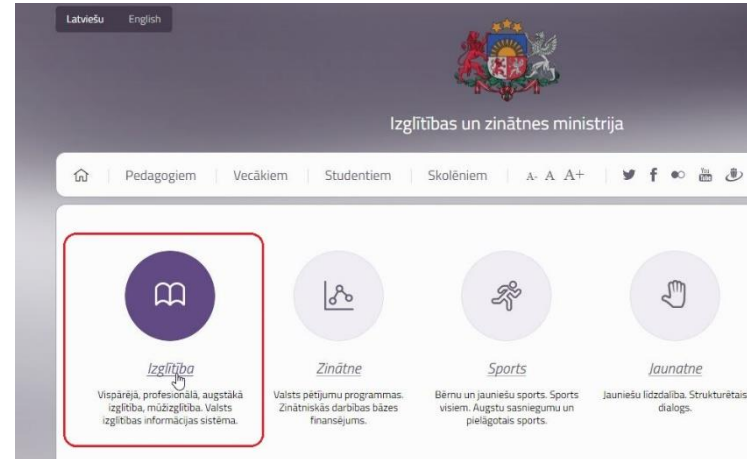 Latviešu English
Izglītības un zinātnes ministrija
Pedagogiem Vecākiem Studentiem Skolēniem A- A A+
Izglītība
Vispārējā, profesionālā, augstākā
izglītība, mūžizglītība. Valsts
izglītības informācijas sistēma.
Zinātne
Valsts pētījumu programmas.
Zinātniskās darbības bāzes
finansējums.
Sports
Bērnu un jauniešu sports. Sports
visiem. Augstu sasniegumu un
pielāgotais sports.
Jaunatne
Jauniešu līdzdalība. Strukturētais
dialogs.